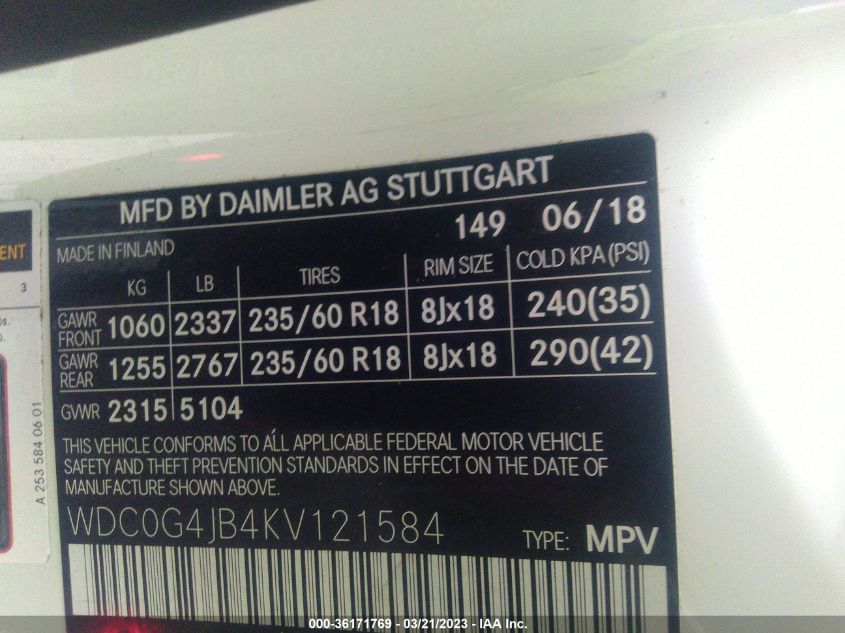 MFD BY DAIMLER AG STUTTGART
149 06/18
MADE IN FINLAND
KG LB TIRES RIM SIZE COLD KPA (PSI)
GAWR FRONT 1060 2337 235/60 R18 8Jx18 240(35)
GAWR REAR 1255 2767 235/60 R18 8Jx18 290(42)
GVWR 2315 5104
THIS VEHICLE CONFORMS TO ALL APPLICABLE FEDERAL MOTOR VEHICLE
SAFETY AND THEFT PREVENTION STANDARDS IN EFFECT ON THE DATE OF
MANUFACTURE SHOWN ABOVE.
WDC0G4JB4KV121584
TYPE: MPV
A 253 584 06 01
3
000-36171769 - 03/21/2023 - IAA Inc.